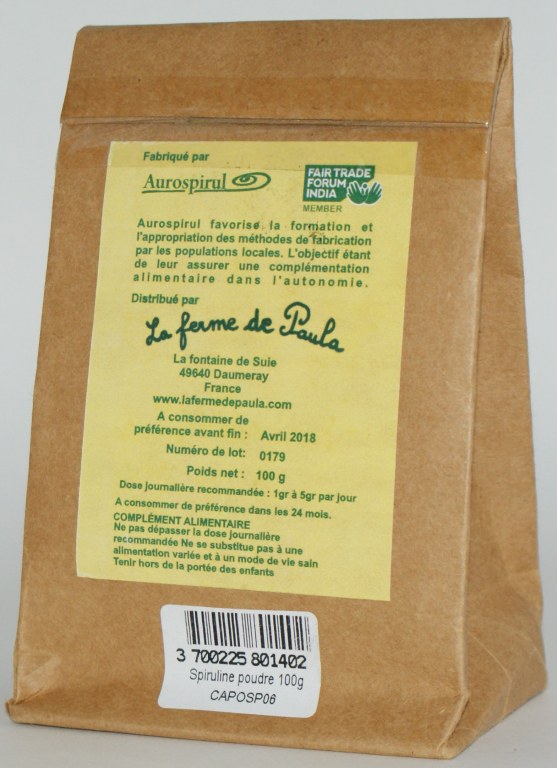 Fabriqué par
Aurospirul
FAIR TRADE
FORUM
INDIA
MEMBER
Aurospirul favorise la formation et
l'appropriation des méthodes de fabrication
par les populations locales. L'objectif étant
de leur assurer une complémentation
alimentaire dans l'autonomie.
Distribué par
La ferme de Paula
La fontaine de Suie
49640 Daumeray
France
www.lafermedepaula.com
A consommer de
préférence avant fin : Avril 2018
Numéro de lot: 0179
Poids net : 100 g
Dose journalière recommandée : 1gr à 5gr par jour
A consommer de préférence dans les 24 mois.
COMPLÉMENT ALIMENTAIRE
Ne pas dépasser la dose journalière
recommandée Ne se substitue pas à une
alimentation variée et à un mode de vie sain
Tenir hors de la portée des enfants
3 700225 801402
Spiruline poudre 100g
CAPOSP06